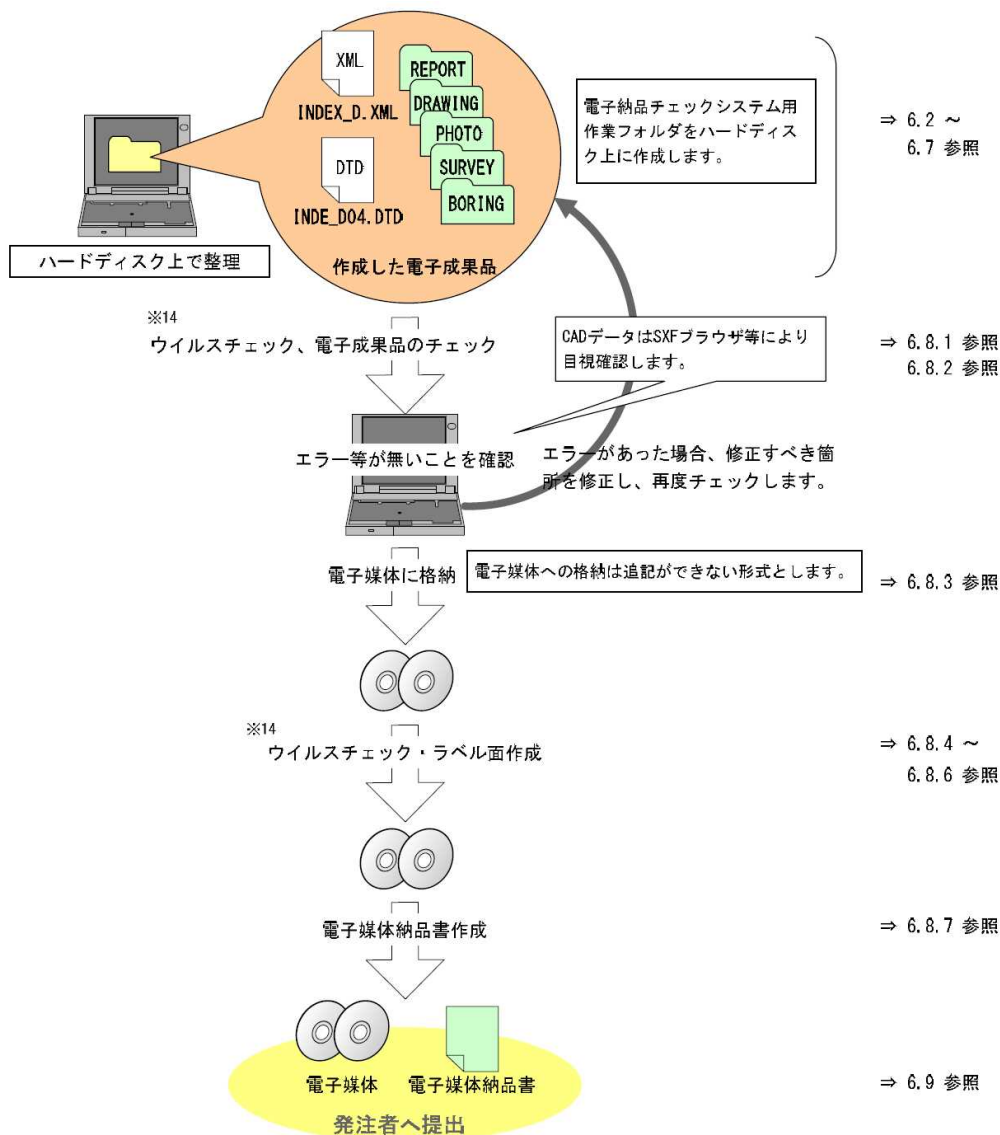 XML
INDEX_D.XML
DTD
INDE_D04.DTD
REPORT
DRAWING
PHOTO
SURVEY
BORING
作成した電子成果品
ハードディスク上で整理
電子納品チェックシステム用
作業フォルダをハードディス
ク上に作成します。
⇒ 6.2 ～
6.7 参照
※14
ウイルスチェック、電子成果品のチェック
CADデータはSXFブラウザ等により
目視確認します。
⇒ 6.8.1 参照
6.8.2 参照
エラー等が無いことを確認
エラーがあった場合、修正すべき箇
所を修正し、再度チェックします。
電子媒体に格納
電子媒体への格納は追記ができない形式とします。
⇒ 6.8.3 参照
※14
ウイルスチェック・ラベル面作成
⇒ 6.8.4 ～
6.8.6 参照
電子媒体納品書作成
⇒ 6.8.7 参照
電子媒体
電子媒体納品書
⇒ 6.9 参照
発注者へ提出